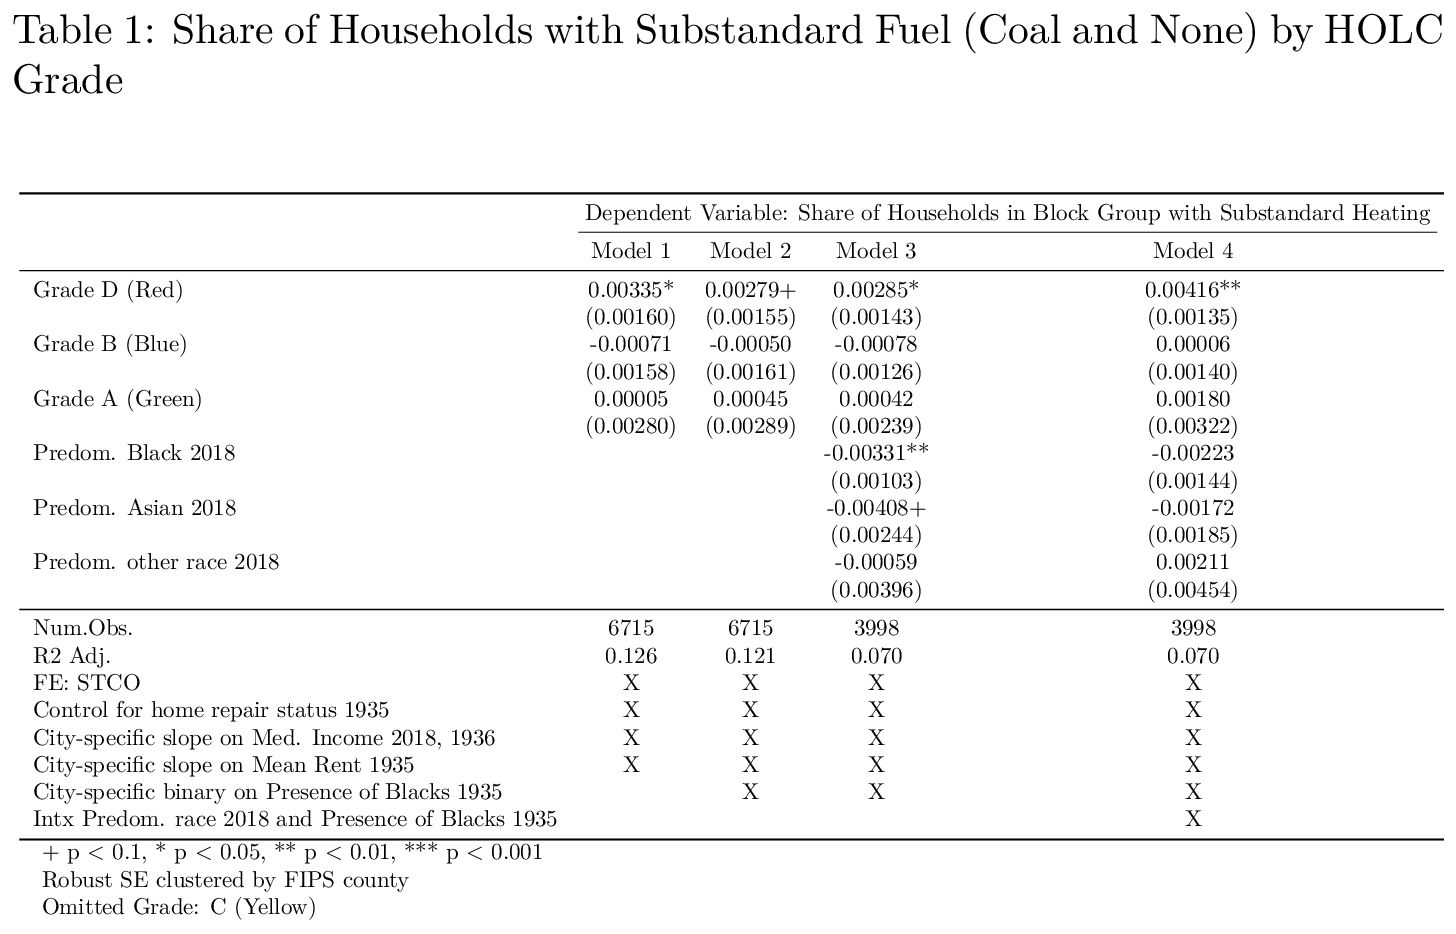 Table 1: Share of Households with Substandard Fuel (Coal and None) by HOLC
Grade
Dependent Variable: Share of Households in Block Group with Substandard Heating
Model 1 Model 2 Model 3 Model 4
Grade D (Red) 0.00335* 0.00279+ 0.00285* 0.00416**
(0.00160) (0.00155) (0.00143) (0.00135)
Grade B (Blue) -0.00071 -0.00050 -0.00078 0.00006
(0.00158) (0.00161) (0.00126) (0.00140)
Grade A (Green) 0.00005 0.00045 0.00042 0.00180
(0.00280) (0.00289) (0.00239) (0.00322)
Predom. Black 2018 -0.00331** -0.00223
(0.00103) (0.00144)
Predom. Asian 2018 -0.00408+ -0.00172
(0.00244) (0.00185)
Predom. other race 2018 -0.00059 0.00211
(0.00396) (0.00454)
Num.Obs. 6715 6715 3998 3998
R2 Adj. 0.126 0.121 0.070 0.070
FE: STCO X X X X
Control for home repair status 1935 X X X X
City-specific slope on Med. Income 2018, 1936 X X X X
City-specific slope on Mean Rent 1935 X X X X
City-specific binary on Presence of Blacks 1935 X X X
Intx Predom. race 2018 and Presence of Blacks 1935 X
+ p < 0.1, * p < 0.05, ** p < 0.01, *** p < 0.001
Robust SE clustered by FIPS county
Omitted Grade: C (Yellow)